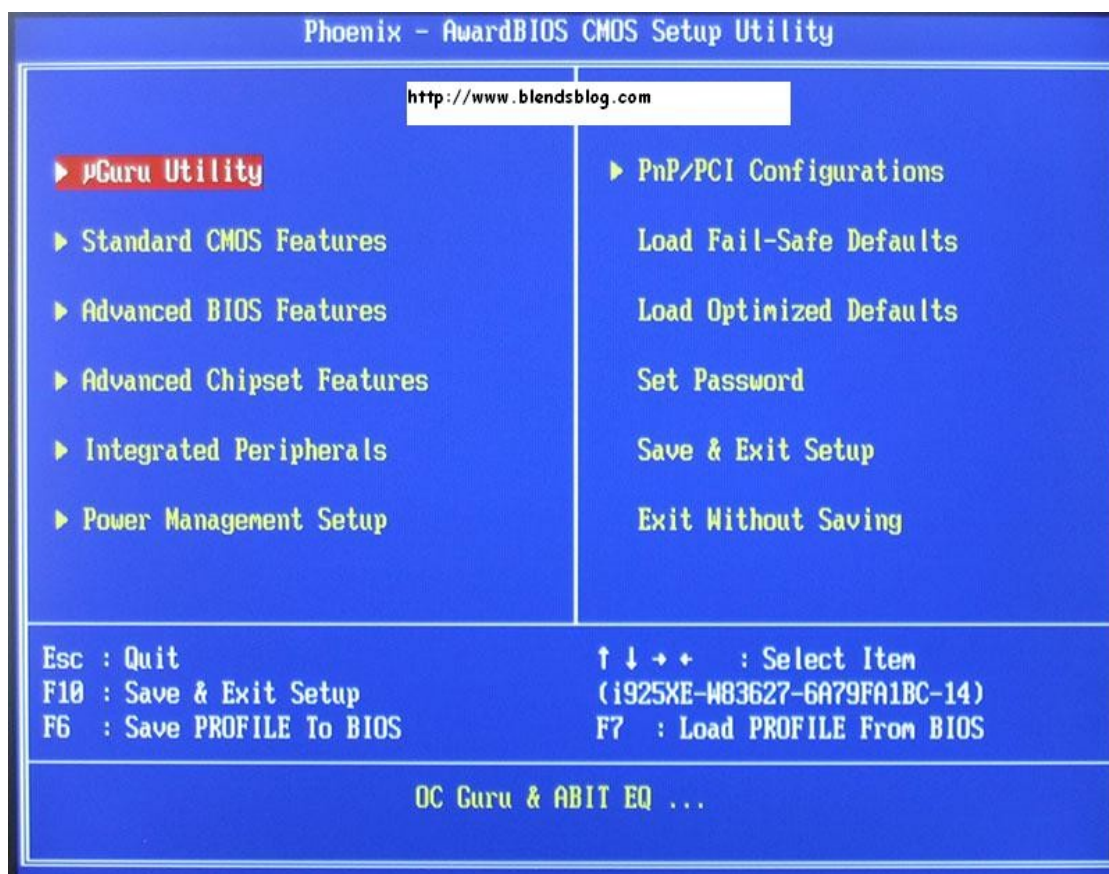 Phoenix - AwardBIOS CMOS Setup Utility
http://www.blendsblog.com
▶ µGuru Utility
▶ Standard CMOS Features
▶ Advanced BIOS Features
▶ Advanced Chipset Features
▶ Integrated Peripherals
▶ Power Management Setup
▶ PnP/PCI Configurations
Load Fail-Safe Defaults
Load Optimized Defaults
Set Password
Save & Exit Setup
Exit Without Saving
Esc : Quit
F10 : Save & Exit Setup
F6 : Save PROFILE To BIOS
↑ ↓ → ← : Select Item
(i925XE-W83627-6A79FA1BC-14)
F7 : Load PROFILE From BIOS
OC Guru & ABIT EQ ...